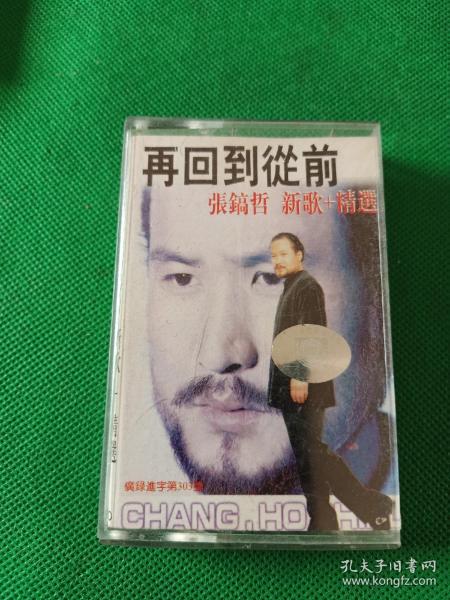 再回到從前
張鎬哲 新歌+精選
廣録進字第303號
CHANG, HO
孔夫子旧书网
www.kongfz.com